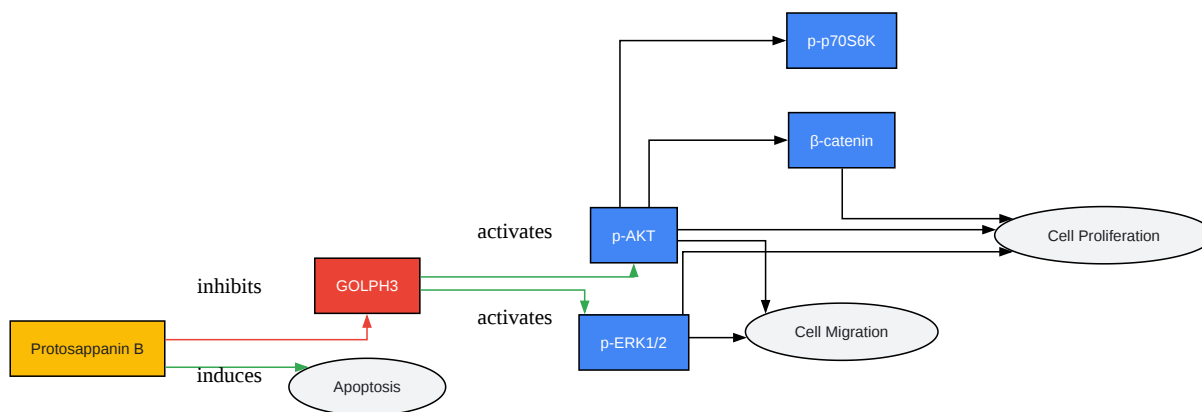 p-p70S6K
β-catenin
activates
p-AKT
Cell Proliferation
inhibits
GOLPH3
activates
Cell Migration
p-ERK1/2
Protosappanin B
induces
Apoptosis